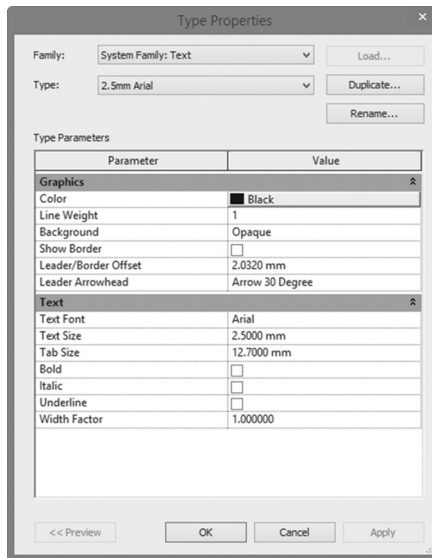 Type Properties
Family: System Family: Text Load...
Type: 2.5mm Arial Duplicate...
Rename...
Type Parameters
Parameter Value
Graphics
Color Black
Line Weight 1
Background Opaque
Show Border
Leader/Border Offset 2.0320 mm
Leader Arrowhead Arrow 30 Degree
Text
Text Font Arial
Text Size 2.5000 mm
Tab Size 12.7000 mm
Bold
Italic
Underline
Width Factor 1.000000
<< Preview OK Cancel Apply